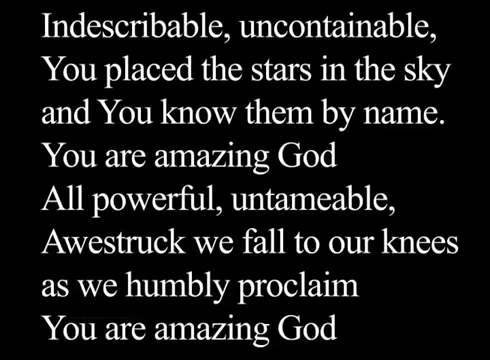 Indescribable, uncontainable,
You placed the stars in the sky
and You know them by name.
You are amazing God
All powerful, untameable,
Awestruck we fall to our knees
as we humbly proclaim
You are amazing God